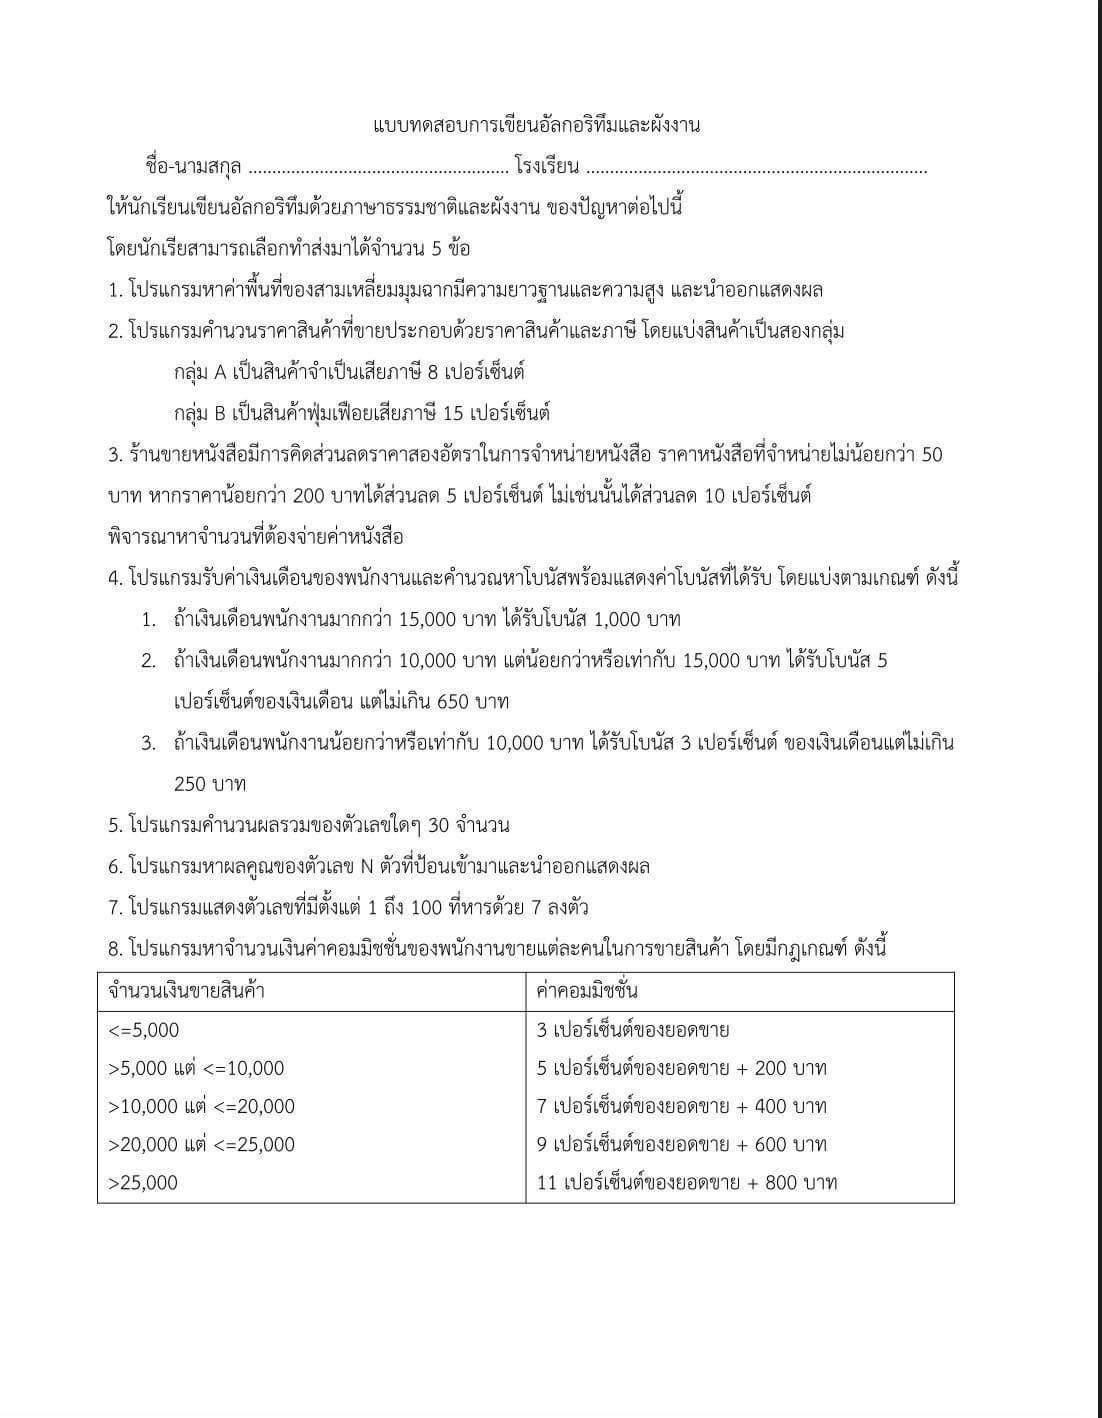 แบบทดสอบการเขียนอัลกอริทึมและผังงาน
ชื่อ-นามสกุล ....................................................... โรงเรียน ........................................................................
ให้นักเรียนเขียนอัลกอริทึมด้วยภาษาธรรมชาติและผังงาน ของปัญหาต่อไปนี้
โดยนักเรียสามารถเลือกทำส่งมาได้จำนวน 5 ข้อ
1. โปรแกรมหาค่าพื้นที่ของสามเหลี่ยมมุมฉากมีความยาวฐานและความสูง และนำออกแสดงผล
2. โปรแกรมคำนวนราคาสินค้าที่ขายประกอบด้วยราคาสินค้าและภาษี โดยแบ่งสินค้าเป็นสองกลุ่ม
กลุ่ม A เป็นสินค้าจำเป็นเสียภาษี 8 เปอร์เซ็นต์
กลุ่ม B เป็นสินค้าฟุ่มเฟือยเสียภาษี 15 เปอร์เซ็นต์
3. ร้านขายหนังสือมีการคิดส่วนลดราคาสองอัตราในการจำหน่ายหนังสือ ราคาหนังสือที่จำหน่ายไม่น้อยกว่า 50
บาท หากราคาน้อยกว่า 200 บาทได้ส่วนลด 5 เปอร์เซ็นต์ ไม่เช่นนั้นได้ส่วนลด 10 เปอร์เซ็นต์
พิจารณาหาจำนวนที่ต้องจ่ายค่าหนังสือ
4. โปรแกรมรับค่าเงินเดือนของพนักงานและคำนวณหาโบนัสพร้อมแสดงค่าโบนัสที่ได้รับ โดยแบ่งตามเกณฑ์ ดังนี้
1. ถ้าเงินเดือนพนักงานมากกว่า 15,000 บาท ได้รับโบนัส 1,000 บาท
2. ถ้าเงินเดือนพนักงานมากกว่า 10,000 บาท แต่น้อยกว่าหรือเท่ากับ 15,000 บาท ได้รับโบนัส 5
เปอร์เซ็นต์ของเงินเดือน แต่ไม่เกิน 650 บาท
3. ถ้าเงินเดือนพนักงานน้อยกว่าหรือเท่ากับ 10,000 บาท ได้รับโบนัส 3 เปอร์เซ็นต์ ของเงินเดือนแต่ไม่เกิน
250 บาท
5. โปรแกรมคำนวนผลรวมของตัวเลขใดๆ 30 จำนวน
6. โปรแกรมหาผลคูณของตัวเลข N ตัวที่ป้อนเข้ามาและนำออกแสดงผล
7. โปรแกรมแสดงตัวเลขที่มีตั้งแต่ 1 ถึง 100 ที่หารด้วย 7 ลงตัว
8. โปรแกรมหาจำนวนเงินค่าคอมมิชชั่นของพนักงานขายแต่ละคนในการขายสินค้า โดยมีกฎเกณฑ์ ดังนี้
จำนวนเงินขายสินค้า ค่าคอมมิชชั่น
<=5,000 3 เปอร์เซ็นต์ของยอดขาย
>5,000 แต่ <=10,000 5 เปอร์เซ็นต์ของยอดขาย + 200 บาท
>10,000 แต่ <=20,000 7 เปอร์เซ็นต์ของยอดขาย + 400 บาท
>20,000 แต่ <=25,000 9 เปอร์เซ็นต์ของยอดขาย + 600 บาท
>25,000 11 เปอร์เซ็นต์ของยอดขาย + 800 บาท